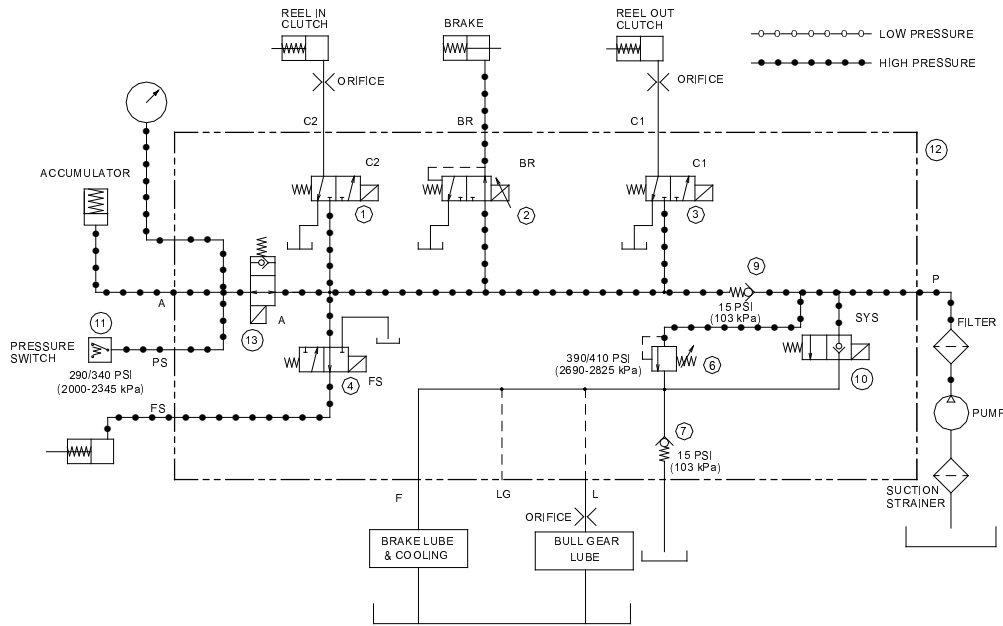 REEL IN
CLUTCH
BRAKE
REEL OUT
CLUTCH
LOW PRESSURE
HIGH PRESSURE
ORIFICE
ORIFICE
C2
BR
C1
12
ACCUMULATOR
C2
BR
C1
1
2
3
9
P
15 PSI
(103 kPa)
SYS
A
A
11
13
PRESSURE
SWITCH
PS
290/340 PSI
(2000-2345 kPa)
390/410 PSI
(2690-2825 kPa)
6
10
FILTER
4
FS
FS
7
15 PSI
(103 kPa)
PUMP
SUCTION
STRAINER
F
LG
L
ORIFICE
BRAKE LUBE
& COOLING
BULL GEAR
LUBE